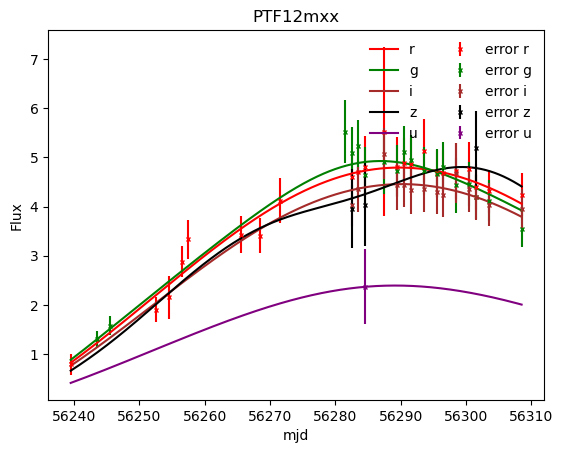 PTF12mxx
Flux
7
6
5
4
3
2
1
r
g
i
z
u
error r
error g
error i
error z
error u
56240 56250 56260 56270 56280 56290 56300 56310
mjd